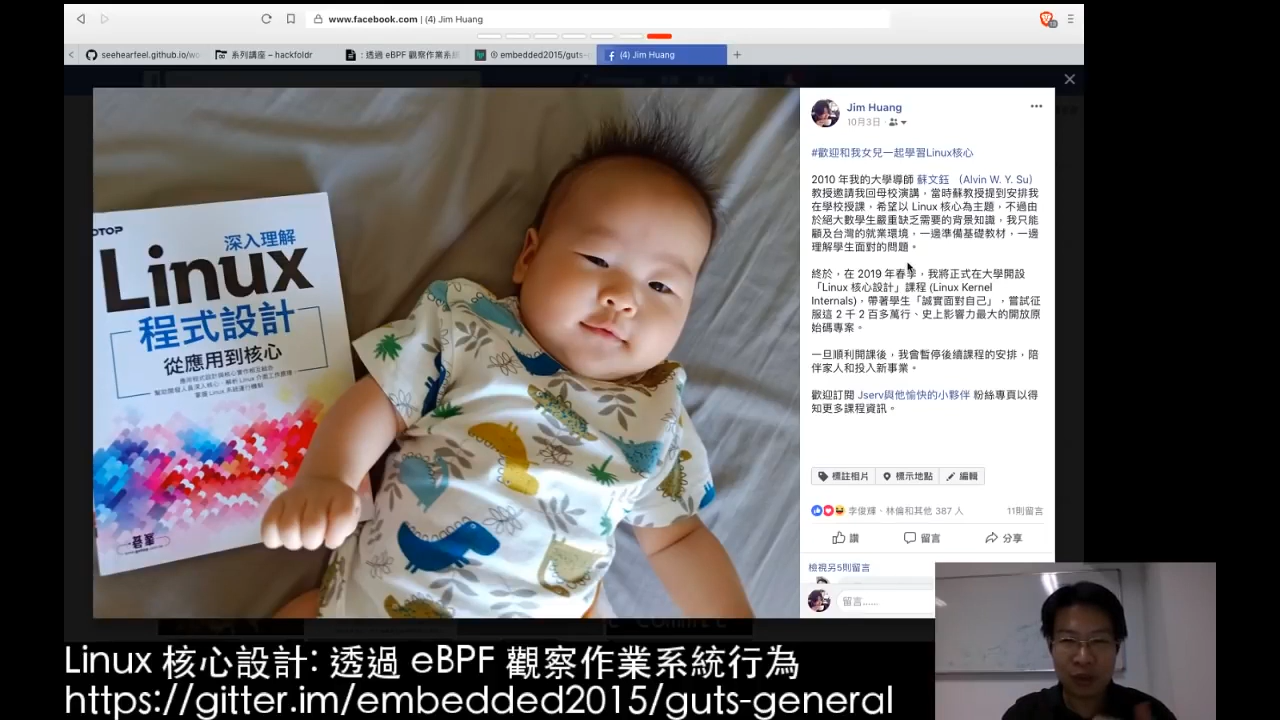 www.facebook.com | (4) Jim Huang
seehearfeel.github.io/wo
系列講座 – hackfoldr
: 透過 eBPF 觀察作業系統
embedded2015/guts-
(4) Jim Huang
TOP
深入理解
Linux
程式設計
從應用到核心
碁峯
Jim Huang
10月3日
#歡迎和我女兒一起學習Linux核心
2010 年我的大學導師 蘇文鈺 (Alvin W. Y. Su)
教授邀請我回母校演講，當時蘇教授提到安排我
在學校授課，希望以 Linux 核心為主題，不過由
於絕大數學生嚴重缺乏需要的背景知識，我只能
顧及台灣的就業環境，一邊準備基礎教材，一邊
理解學生面對的問題。
終於，在 2019 年春季，我將正式在大學開設
「Linux 核心設計」課程 (Linux Kernel
Internals)，帶著學生「誠實面對自己」，嘗試征
服這 2 千 2 百多萬行、史上影響力最大的開放原
始碼專案。
一旦順利開課後，我會暫停後續課程的安排，陪
伴家人和投入新事業。
歡迎訂閱 Jserv與他愉快的小夥伴 粉絲專頁以得
知更多課程資訊。
標註相片 標示地點 編輯
李俊輝、林倫和其他 387 人 11則留言
讚 留言 分享
檢視另5則留言
留言......
Linux 核心設計: 透過 eBPF 觀察作業系統行為
https://gitter.im/embedded2015/guts-general